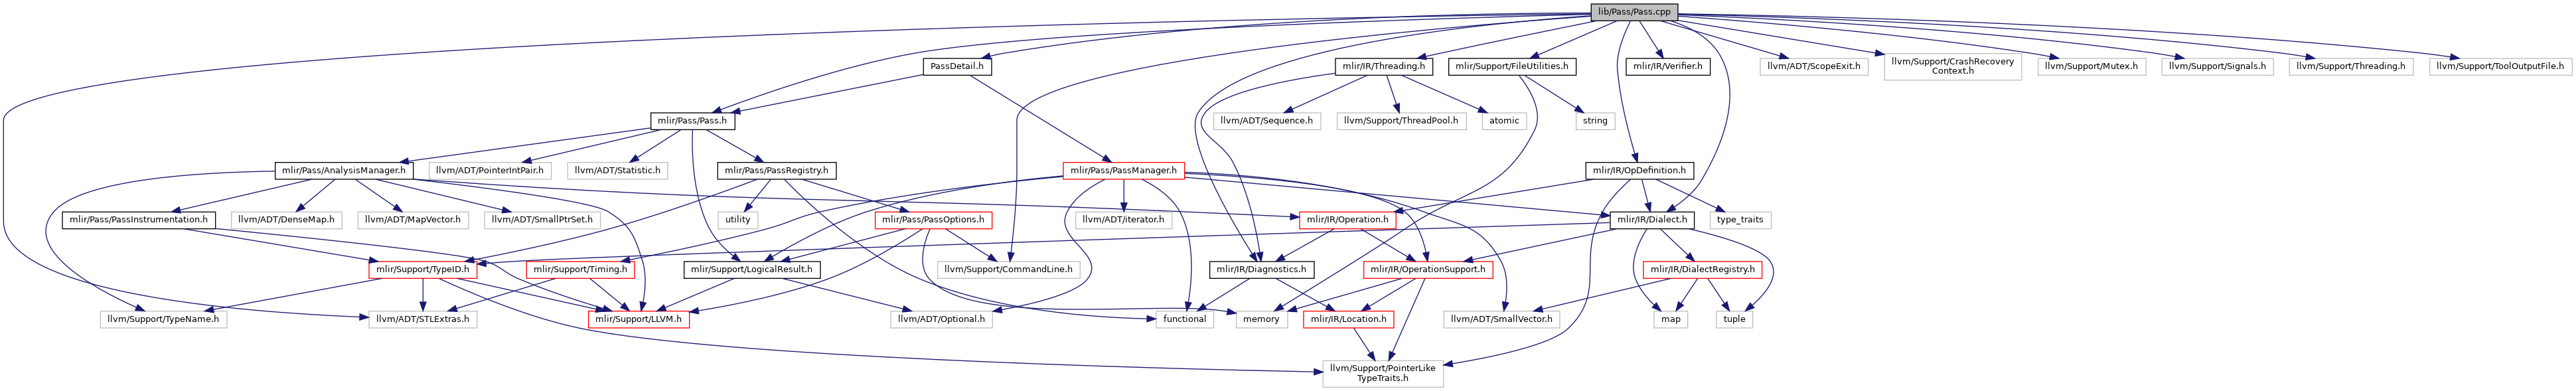 lib/Pass/Pass.cpp
PassDetail.h
mlir/IR/Threading.h
mlir/Support/FileUtilities.h
mlir/IR/Verifier.h
llvm/ADT/ScopeExit.h
llvm/Support/CrashRecovery
Context.h
llvm/Support/Mutex.h
llvm/Support/Signals.h
llvm/Support/Threading.h
llvm/Support/ToolOutputFile.h
mlir/Pass/Pass.h
llvm/ADT/Sequence.h
llvm/Support/ThreadPool.h
atomic
string
mlir/Pass/AnalysisManager.h
llvm/ADT/PointerIntPair.h
llvm/ADT/Statistic.h
mlir/Pass/PassRegistry.h
mlir/Pass/PassManager.h
mlir/IR/OpDefinition.h
mlir/Pass/PassInstrumentation.h
llvm/ADT/DenseMap.h
llvm/ADT/MapVector.h
llvm/ADT/SmallPtrSet.h
utility
mlir/Pass/PassOptions.h
llvm/ADT/iterator.h
mlir/IR/Operation.h
mlir/IR/Dialect.h
type_traits
mlir/Support/TypeID.h
mlir/Support/Timing.h
mlir/Support/LogicalResult.h
llvm/Support/CommandLine.h
mlir/IR/Diagnostics.h
mlir/IR/OperationSupport.h
mlir/IR/DialectRegistry.h
llvm/Support/TypeName.h
llvm/ADT/STLExtras.h
mlir/Support/LLVM.h
llvm/ADT/Optional.h
functional
memory
mlir/IR/Location.h
llvm/ADT/SmallVector.h
map
tuple
llvm/Support/PointerLike
TypeTraits.h